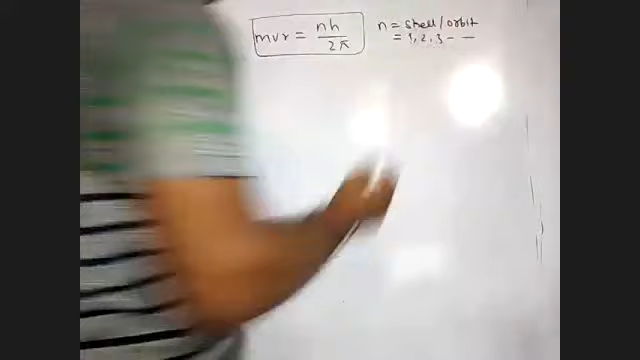 mvr = nh/2π
n = shell/orbit
= 1, 2, 3 - —